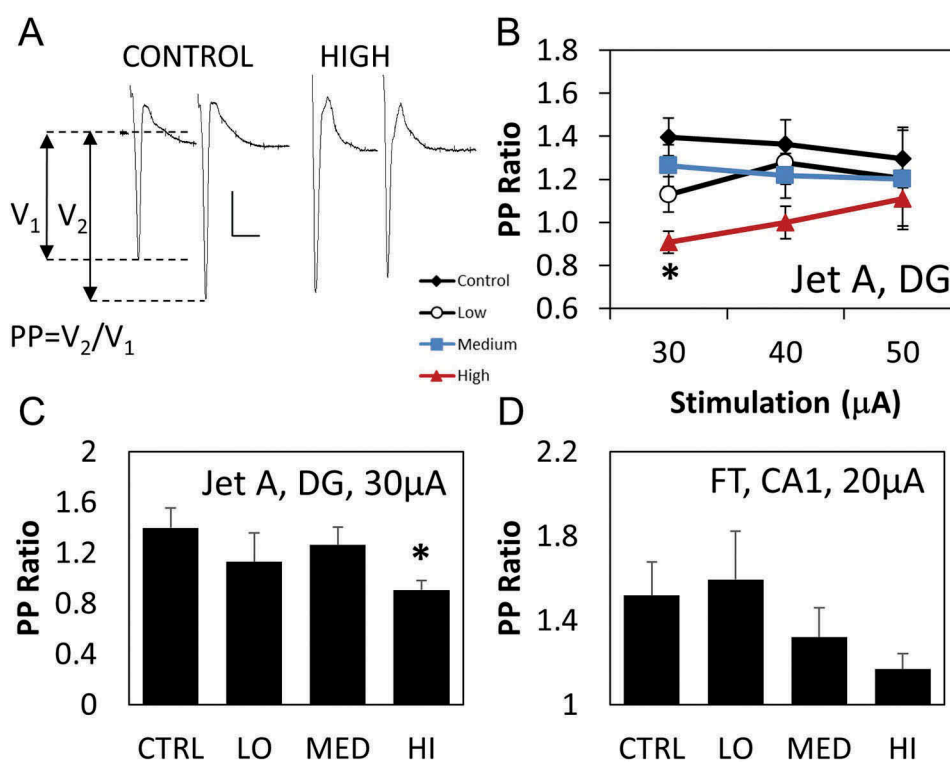 A
CONTROL
HIGH
V1
V2
PP=V2/V1
Control
Low
Medium
High
B
PP Ratio
1.8
1.6
1.4
1.2
1.0
0.8
0.6
*
Jet A, DG
30
40
50
Stimulation (μA)
C
PP Ratio
2
1.6
1.2
0.8
0.4
0
Jet A, DG, 30μA
*
CTRL
LO
MED
HI
D
PP Ratio
2.2
1.8
1.4
1
FT, CA1, 20μA
CTRL
LO
MED
HI